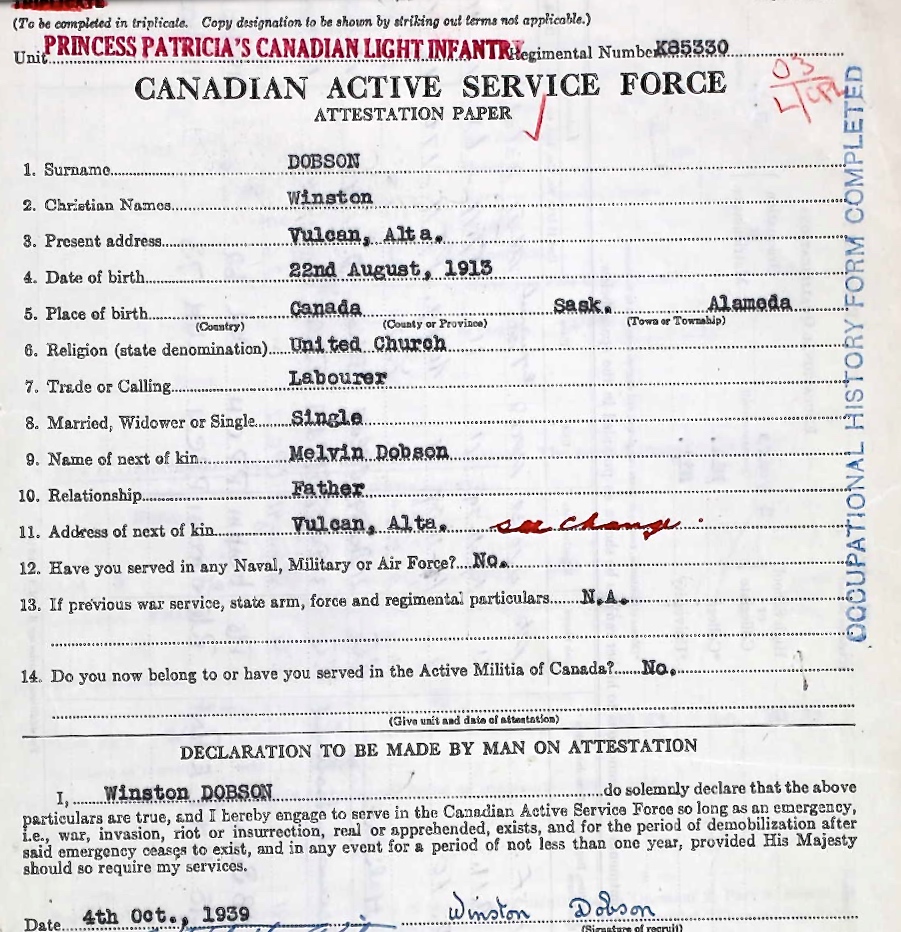 TRIPLICATE
(To be completed in triplicate. Copy designation to be shown by striking out terms not applicable.)
Unit PRINCESS PATRICIA'S CANADIAN LIGHT INFANTRY Regimental Number K85330
CANADIAN ACTIVE SERVICE FORCE
ATTESTATION PAPER
03
L/CPL
1. Surname DOBSON
2. Christian Names Winston
3. Present address Vulcan, Alta.
4. Date of birth 22nd August, 1913
5. Place of birth Canada Sask. Alameda
(Country) (County or Province) (Town or Township)
6. Religion (state denomination) United Church
7. Trade or Calling Labourer
8. Married, Widower or Single Single
9. Name of next of kin Melvin Dobson
10. Relationship Father
11. Address of next of kin Vulcan, Alta. see change
12. Have you served in any Naval, Military or Air Force? No.
13. If previous war service, state arm, force and regimental particulars N.A.
14. Do you now belong to or have you served in the Active Militia of Canada? No.
(Give unit and date of attestation)
OCCUPATIONAL HISTORY FORM COMPLETED
DECLARATION TO BE MADE BY MAN ON ATTESTATION
I, Winston DOBSON do solemnly declare that the above
particulars are true, and I hereby engage to serve in the Canadian Active Service Force so long as an emergency,
i.e., war, invasion, riot or insurrection, real or apprehended, exists, and for the period of demobilization after
said emergency ceases to exist, and in any event for a period of not less than one year, provided His Majesty
should so require my services.
Date 4th Oct., 1939 Winston Dobson
(Signature of recruit)